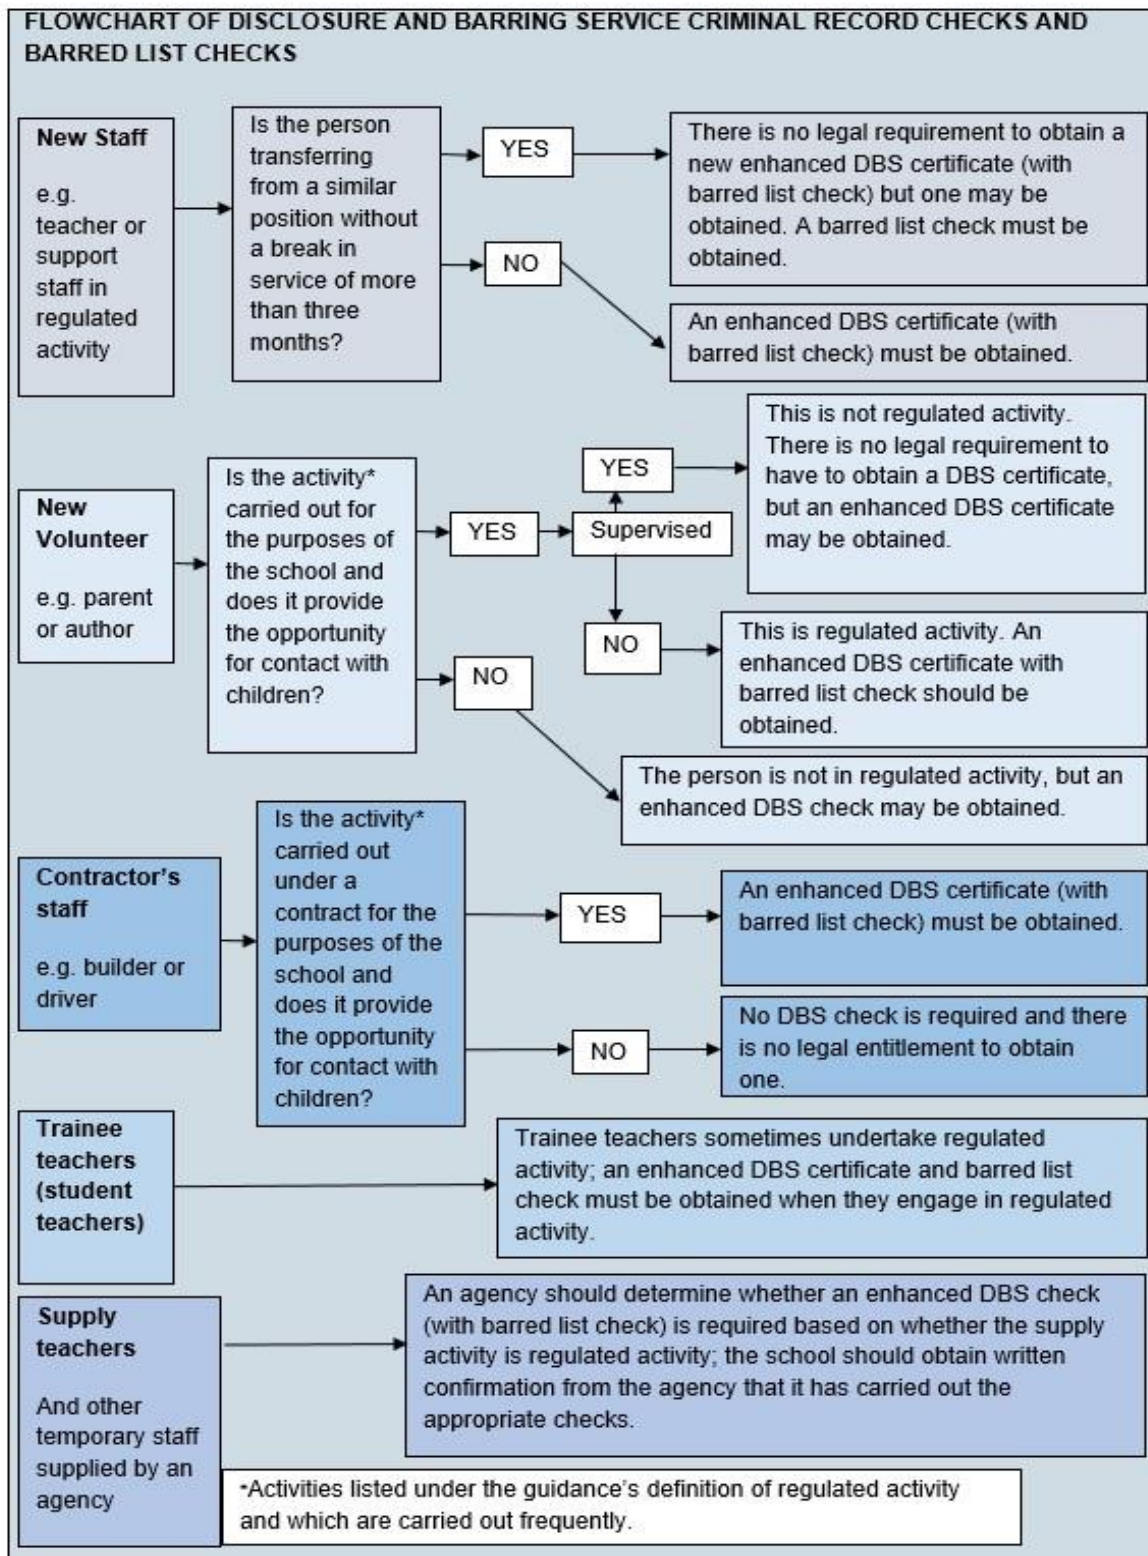 FLOWCHART OF DISCLOSURE AND BARRING SERVICE CRIMINAL RECORD CHECKS AND
BARRED LIST CHECKS
New Staff
e.g.
teacher or
support
staff in
regulated
activity
Is the person
transferring
from a similar
position without
a break in
service of more
than three
months?
YES
There is no legal requirement to obtain a
new enhanced DBS certificate (with
barred list check) but one may be
obtained. A barred list check must be
obtained.
NO
An enhanced DBS certificate (with
barred list check) must be obtained.
New
Volunteer
e.g. parent
or author
Is the activity*
carried out for
the purposes of
the school and
does it provide
the opportunity
for contact with
children?
YES
Supervised
YES
This is not regulated activity.
There is no legal requirement to
have to obtain a DBS certificate,
but an enhanced DBS certificate
may be obtained.
NO
This is regulated activity. An
enhanced DBS certificate with
barred list check should be
obtained.
NO
The person is not in regulated activity, but an
enhanced DBS check may be obtained.
Contractor's
staff
e.g. builder or
driver
Is the activity*
carried out
under a
contract for the
purposes of the
school and
does it provide
the opportunity
for contact with
children?
YES
An enhanced DBS certificate (with
barred list check) must be obtained.
NO
No DBS check is required and there
is no legal entitlement to obtain
one.
Trainee
teachers
(student
teachers)
Trainee teachers sometimes undertake regulated
activity; an enhanced DBS certificate and barred list
check must be obtained when they engage in regulated
activity.
Supply
teachers
And other
temporary staff
supplied by an
agency
An agency should determine whether an enhanced DBS check
(with barred list check) is required based on whether the supply
activity is regulated activity; the school should obtain written
confirmation from the agency that it has carried out the
appropriate checks.
*Activities listed under the guidance's definition of regulated activity
and which are carried out frequently.